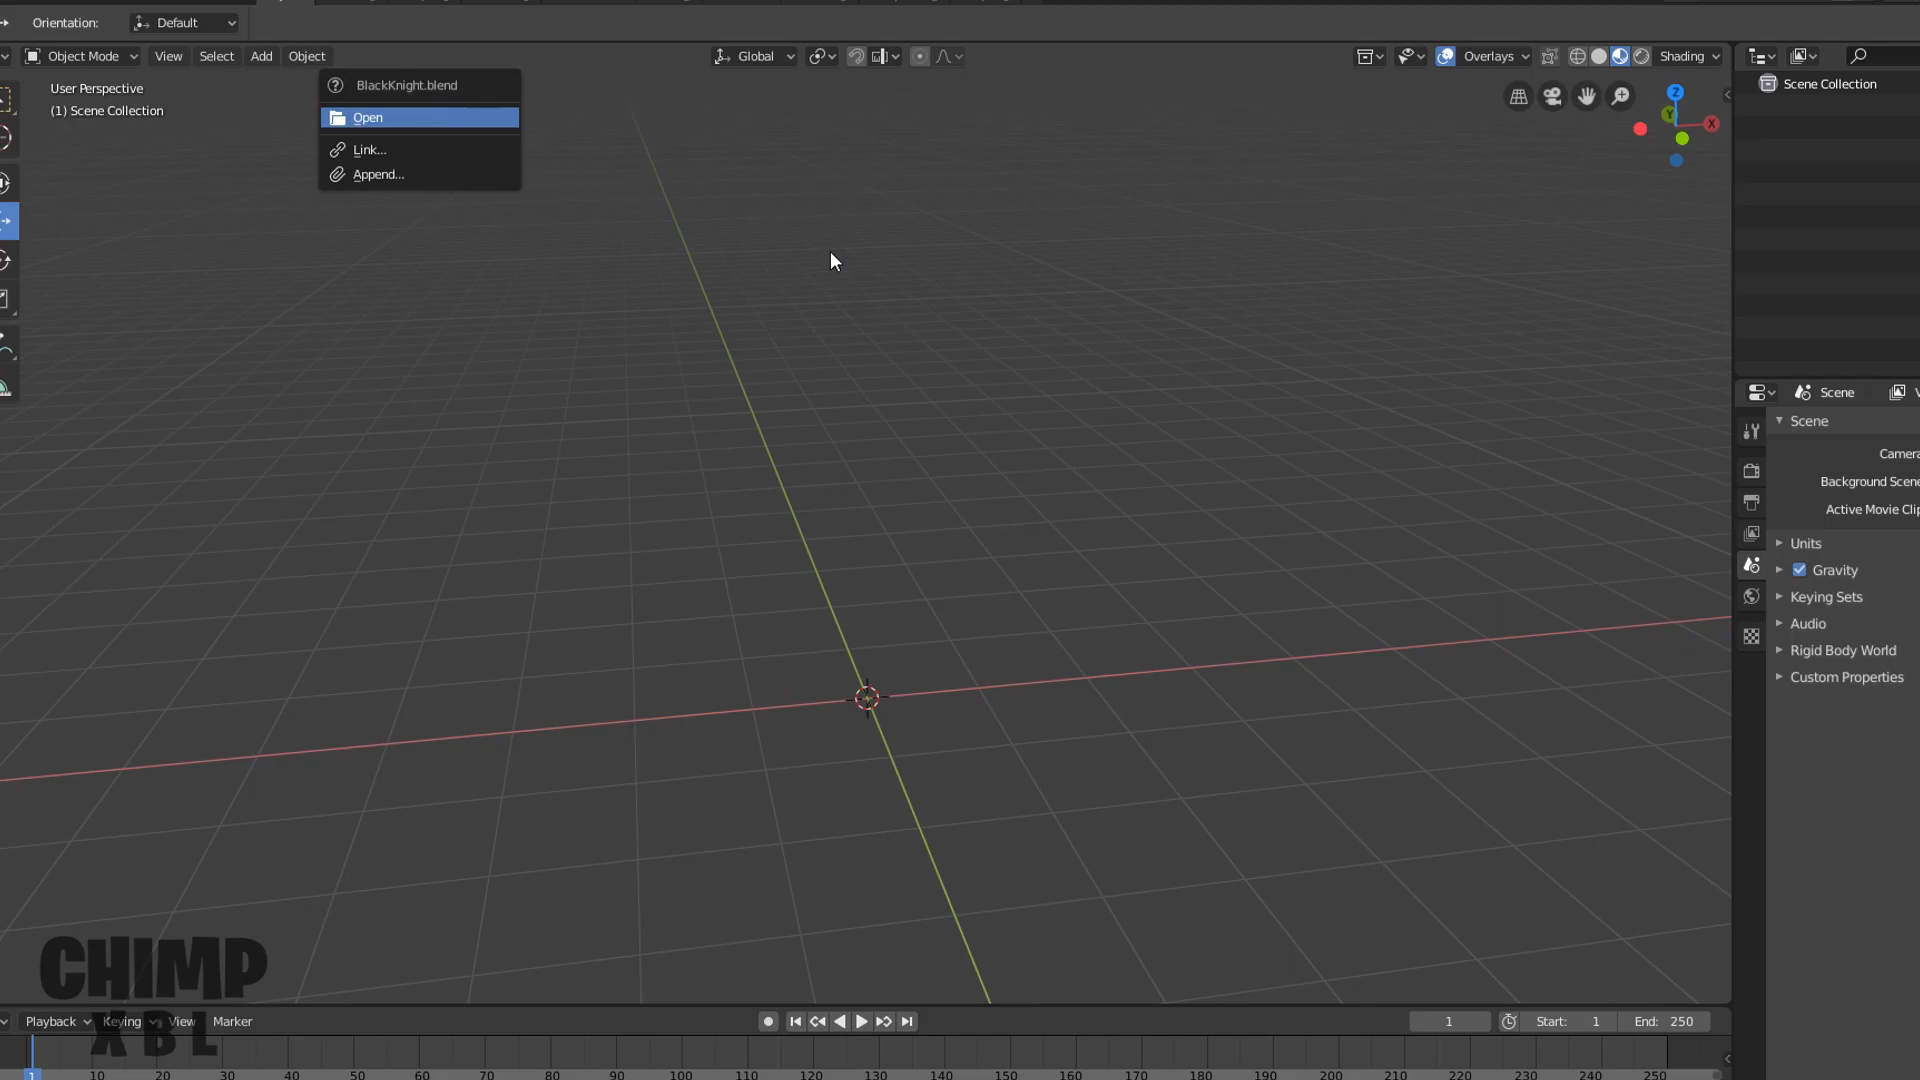 Orientation: Default
Object Mode View Select Add Object Global Overlays Shading
User Perspective
(1) Scene Collection
BlackKnight.blend
Open
Link...
Append...
Z
Y
X
Scene Collection
Scene
Scene
Camera
Background Scene
Active Movie Clip
Units
Gravity
Keying Sets
Audio
Rigid Body World
Custom Properties
CHIMP
XBL
Playback Keying View Marker 1 Start: 1 End: 250
1 10 20 30 40 50 60 70 80 90 100 110 120 130 140 150 160 170 180 190 200 210 220 230 240 250